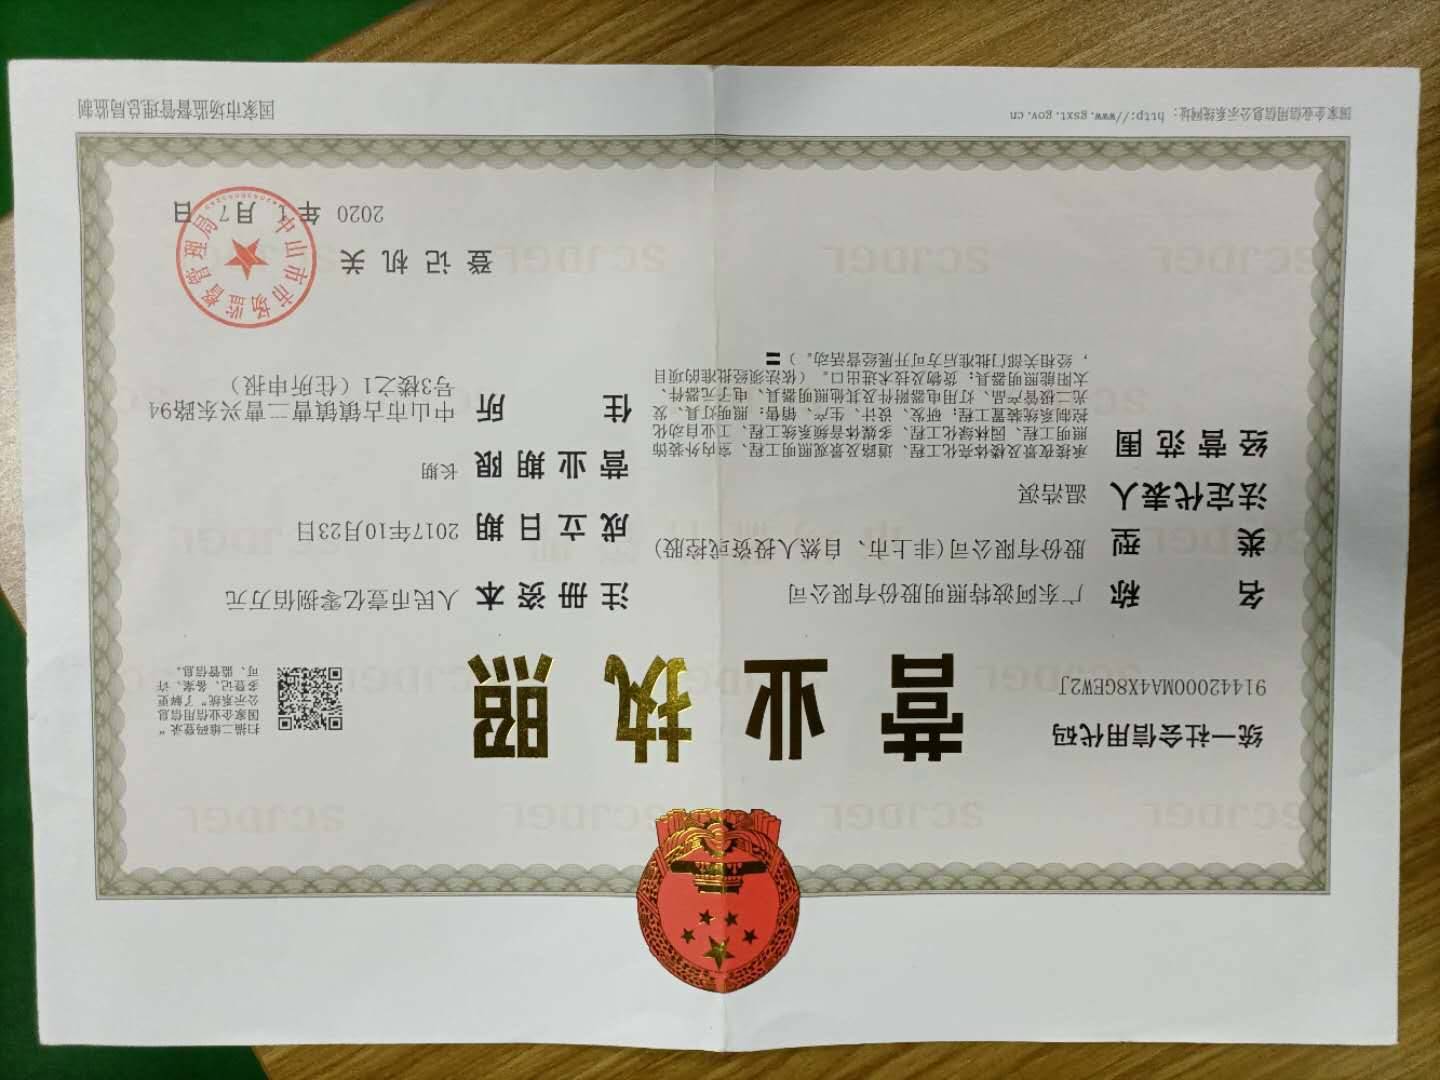 营业执照
统一社会信用代码
91442000MA4X8GEW2J
扫描二维码登录“
国家企业信用信息
公示系统”了解更
多登记、备案、许
可、监管信息。
名称 广东阿波特照明股份有限公司
类型 股份有限公司(非上市、自然人投资或控股)
法定代表人 温浩滨
经营范围 承接夜景及楼体亮化工程、道路及景观照明工程、室内外装饰
照明工程、园林绿化工程、多媒体音频系统工程、工业自动化
控制系统装置工程；研发、设计、生产、销售：照明灯具、发
光二极管产品、灯用电器附件及其他照明器具、电子元器件、
太阳能照明器具；货物及技术进出口。（依法须经批准的项目
，经相关部门批准后方可开展经营活动。）〓
注册资本 人民币壹亿零捌佰万元
成立日期 2017年10月23日
营业期限 长期
住所 中山市古镇镇曹二曹兴东路94
号3楼之1（住所申报）
登记机关
中山市市场监督管理局
2020 年 1 月 7 日
国家企业信用信息公示系统网址：http://www.gsxt.gov.cn
国家市场监督管理总局监制
SCJDGL